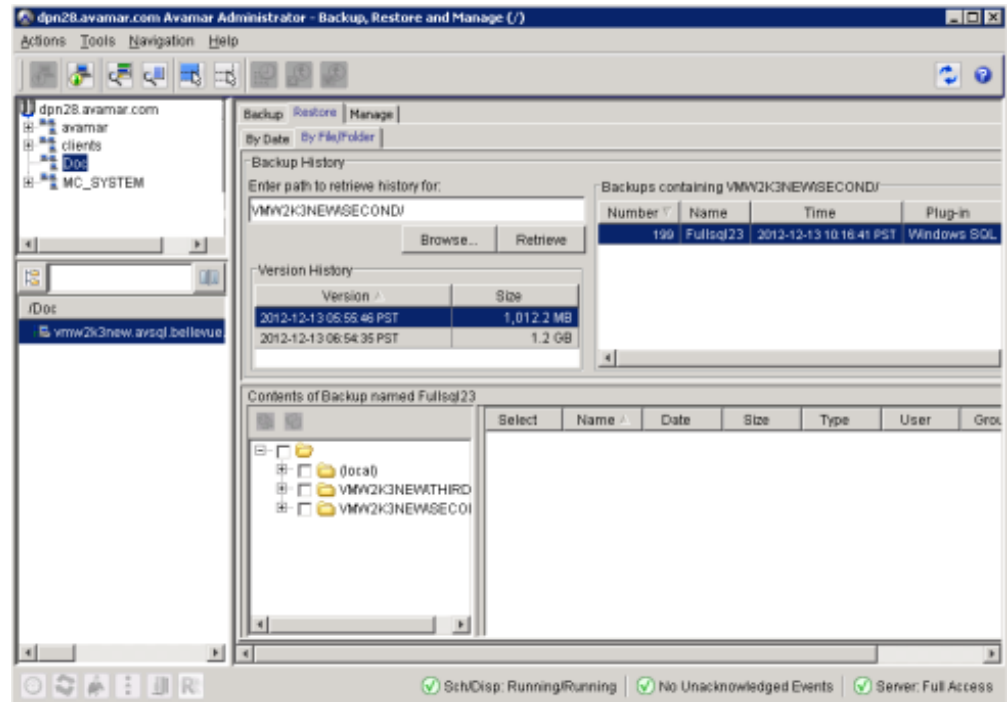 dpn28.avamar.com Avamar Administrator - Backup, Restore and Manage (/)
Actions Tools Navigation Help
dpn28.avamar.com
avamar
clients
Doc
MC_SYSTEM
/Doc
vmw2k3new.avsql.bellevue
Backup Restore Manage
By Date By File/Folder
Backup History
Enter path to retrieve history for:
VMW2K3NEW\SECOND/
Browse... Retrieve
Version History
Version Size
2012-12-13 05:55:46 PST 1,012.2 MB
2012-12-13 06:54:35 PST 1.2 GB
Backups containing VMW2K3NEW\SECOND/
Number Name Time Plug-in
199 Fullsql23 2012-12-13 10:16:41 PST Windows SQL
Contents of Backup named Fullsql23
(local)
VMW2K3NEW\THIRD
VMW2K3NEW\SECO
Select Name Date Size Type User Grou
Sch/Disp: Running/Running No Unacknowledged Events Server: Full Access